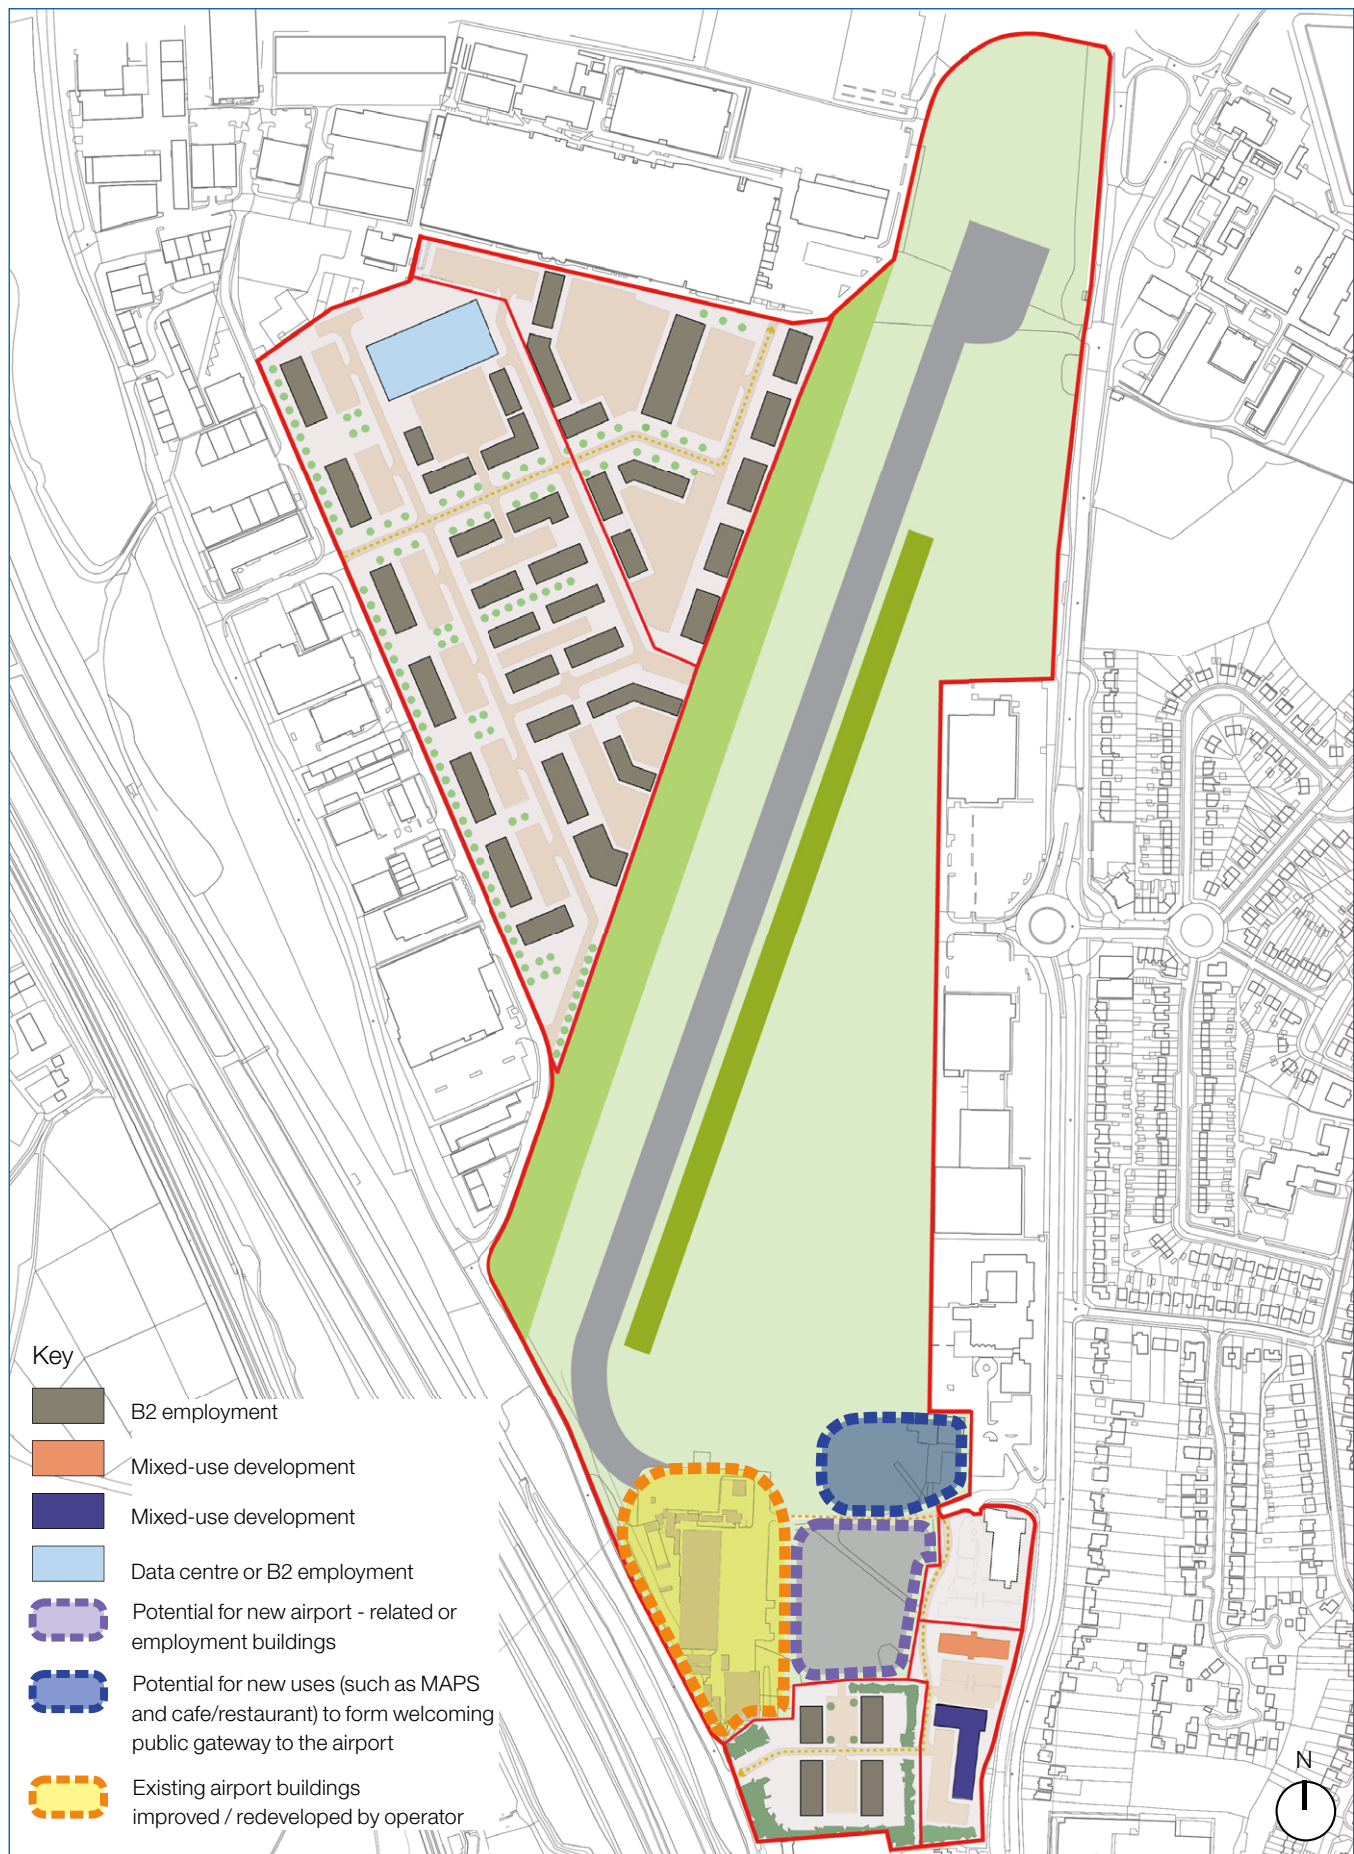 Key
B2 employment
Mixed-use development
Mixed-use development
Data centre or B2 employment
Potential for new airport - related or
employment buildings
Potential for new uses (such as MAPS
and cafe/restaurant) to form welcoming
public gateway to the airport
Existing airport buildings
improved / redeveloped by operator
N